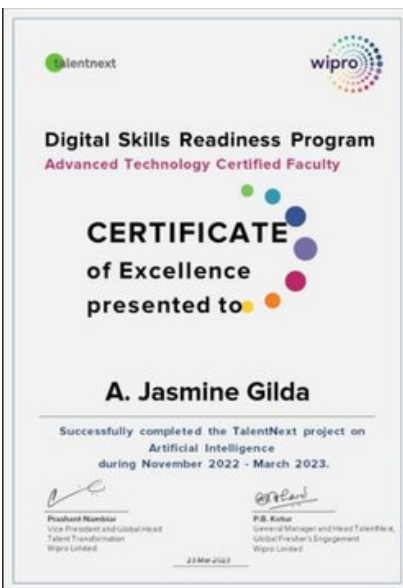 talentnext
wipro
Digital Skills Readiness Program
Advanced Technology Certified Faculty
CERTIFICATE
of Excellence
presented to
A. Jasmine Gilda
Successfully completed the TalentNext project on
Artificial Intelligence
during November 2022 - March 2023.
Prashant Nambiar
Vice President and Global Head
Talent Transformation
Wipro Limited
P.B. Kotur
General Manager and Head TalentNext,
Global Fresher's Engagement
Wipro Limited
23 Mar 2023